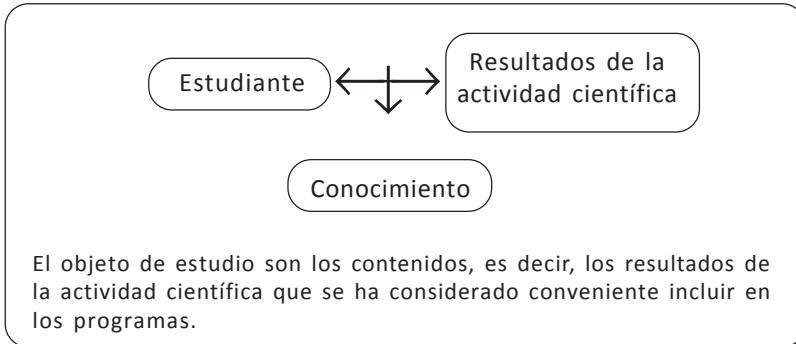 Estudiante
Resultados de la
actividad científica
Conocimiento
El objeto de estudio son los contenidos, es decir, los resultados de
la actividad científica que se ha considerado conveniente incluir en
los programas.